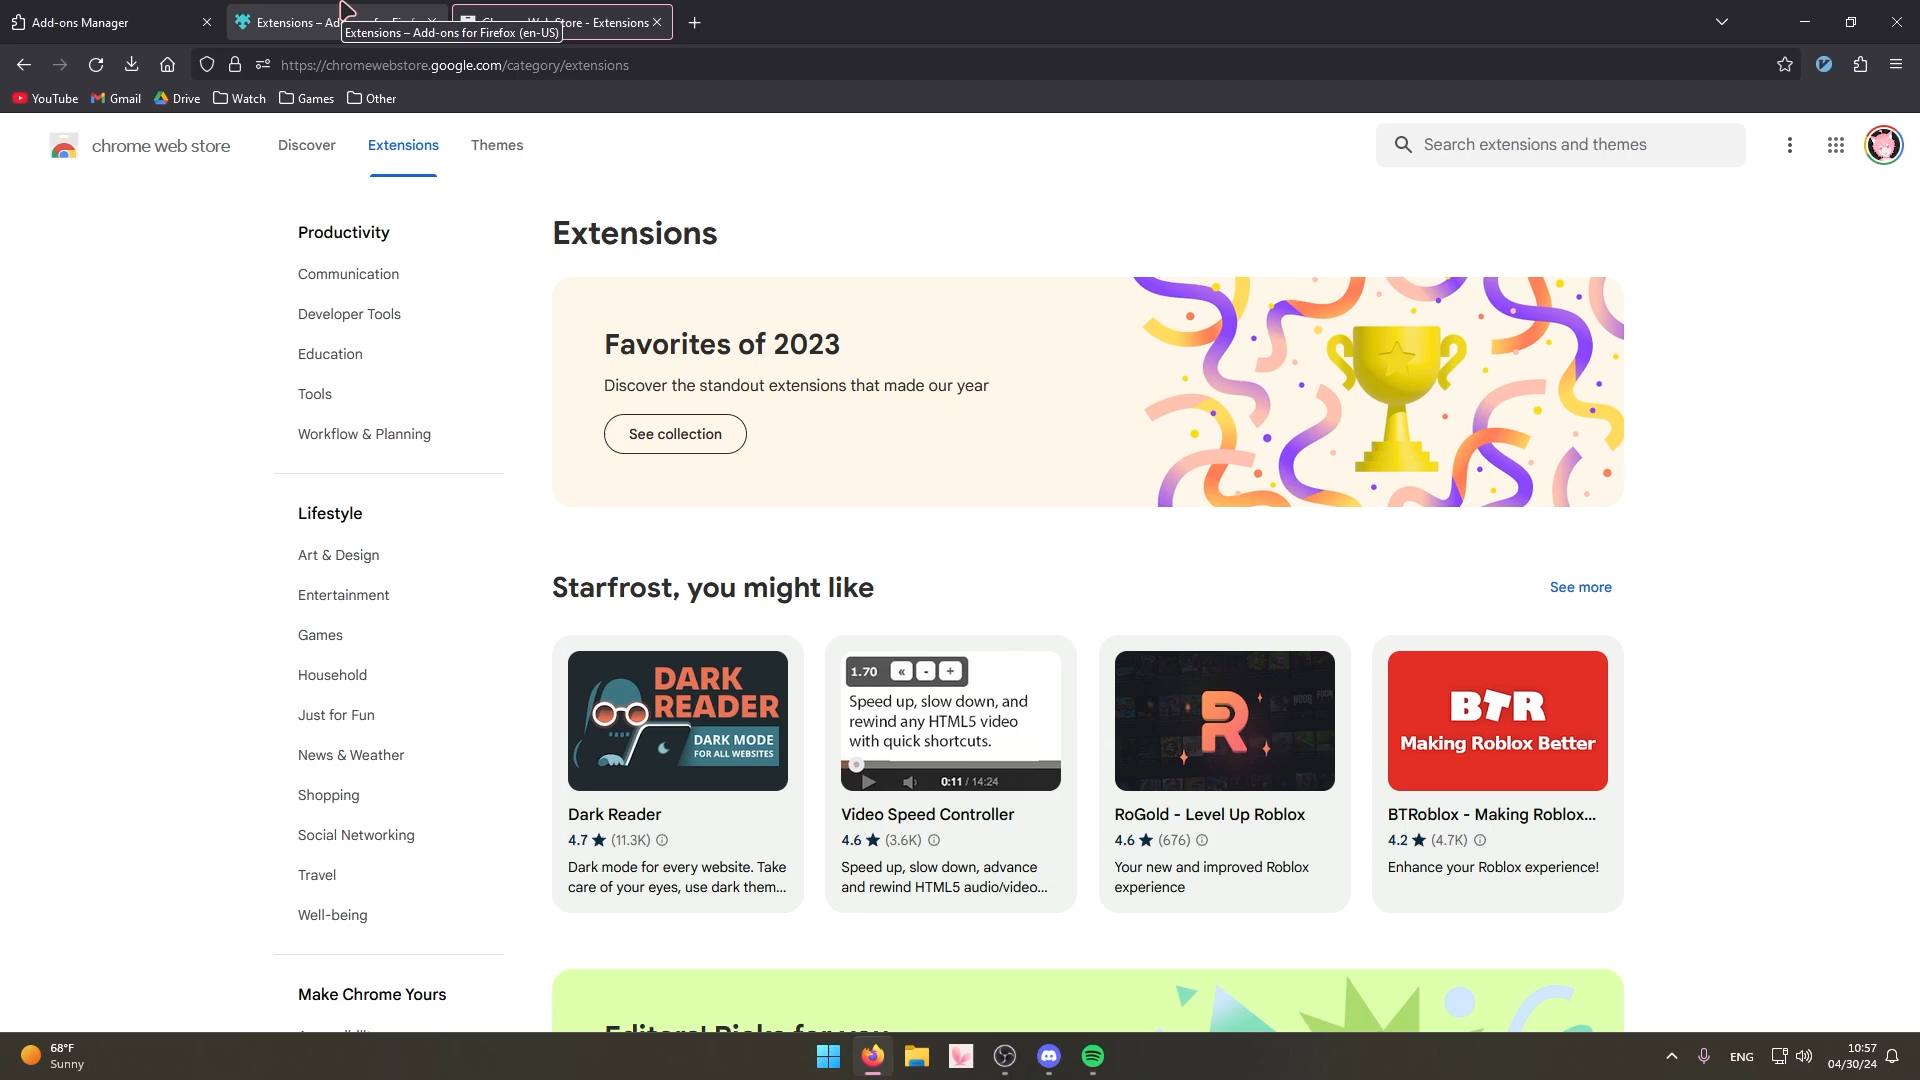 Add-ons Manager
Extensions –
Store - Extensions
Extensions – Add-ons for Firefox (en-US)
https://chromewebstore.google.com/category/extensions
YouTube
Gmail
Drive
Watch
Games
Other
chrome web store
Discover
Extensions
Themes
Search extensions and themes
Productivity
Communication
Developer Tools
Education
Tools
Workflow & Planning
Lifestyle
Art & Design
Entertainment
Games
Household
Just for Fun
News & Weather
Shopping
Social Networking
Travel
Well-being
Make Chrome Yours
Extensions
Favorites of 2023
Discover the standout extensions that made our year
See collection
Starfrost, you might like
See more
DARK
READER
DARK MODE
FOR ALL WEBSITES
Dark Reader
4.7 ★ (11.3K)
Dark mode for every website. Take
care of your eyes, use dark them...
1.70 « - +
Speed up, slow down, and
rewind any HTML5 video
with quick shortcuts.
0:11 / 14:24
Video Speed Controller
4.6 ★ (3.6K)
Speed up, slow down, advance
and rewind HTML5 audio/video...
R
RoGold - Level Up Roblox
4.6 ★ (676)
Your new and improved Roblox
experience
BTR
Making Roblox Better
BTRoblox - Making Roblox...
4.2 ★ (4.7K)
Enhance your Roblox experience!
Editors' Picks for you
68°F
Sunny
ENG
10:57
04/30/24